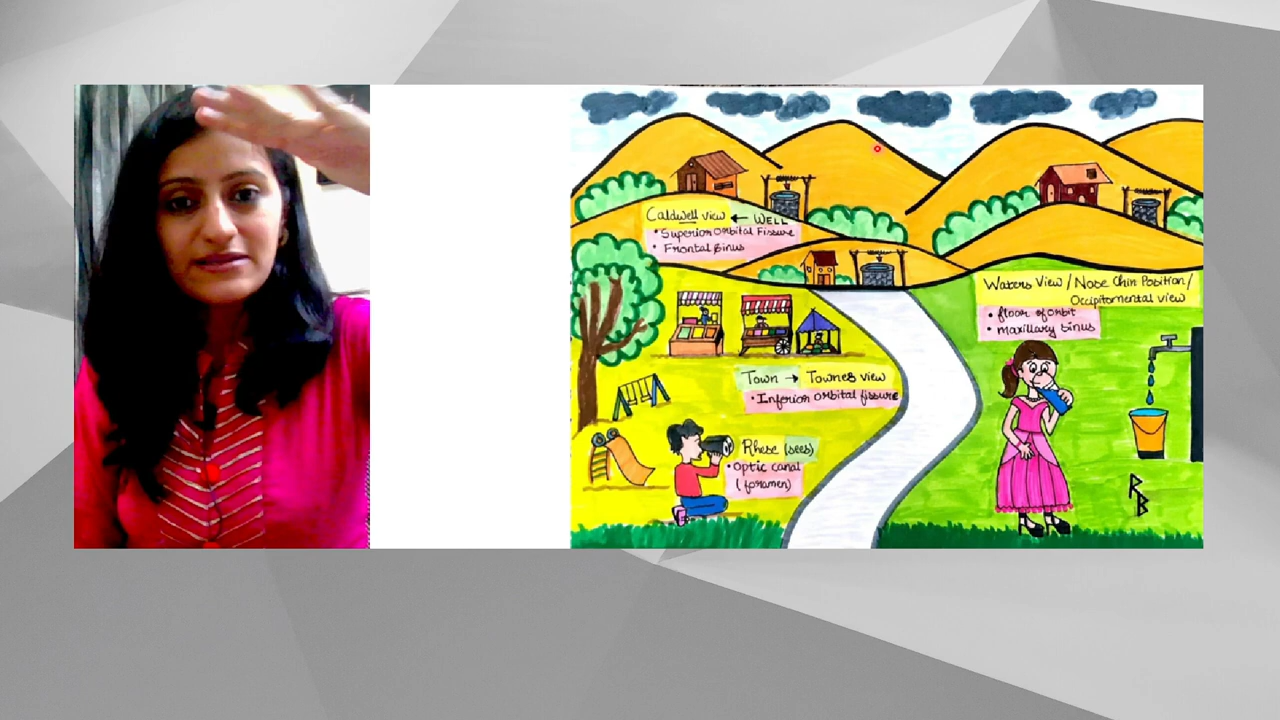 Caldwell view ← WELL
• Superior orbital Fissure
• Frontal sinus
Waters View / Nose Chin Position /
Occipitomental view
• floor of orbit
• maxillary sinus
Town → Townes view
• Inferior orbital fissure
Rhese (sees)
• Optic canal
(foramen)
RB